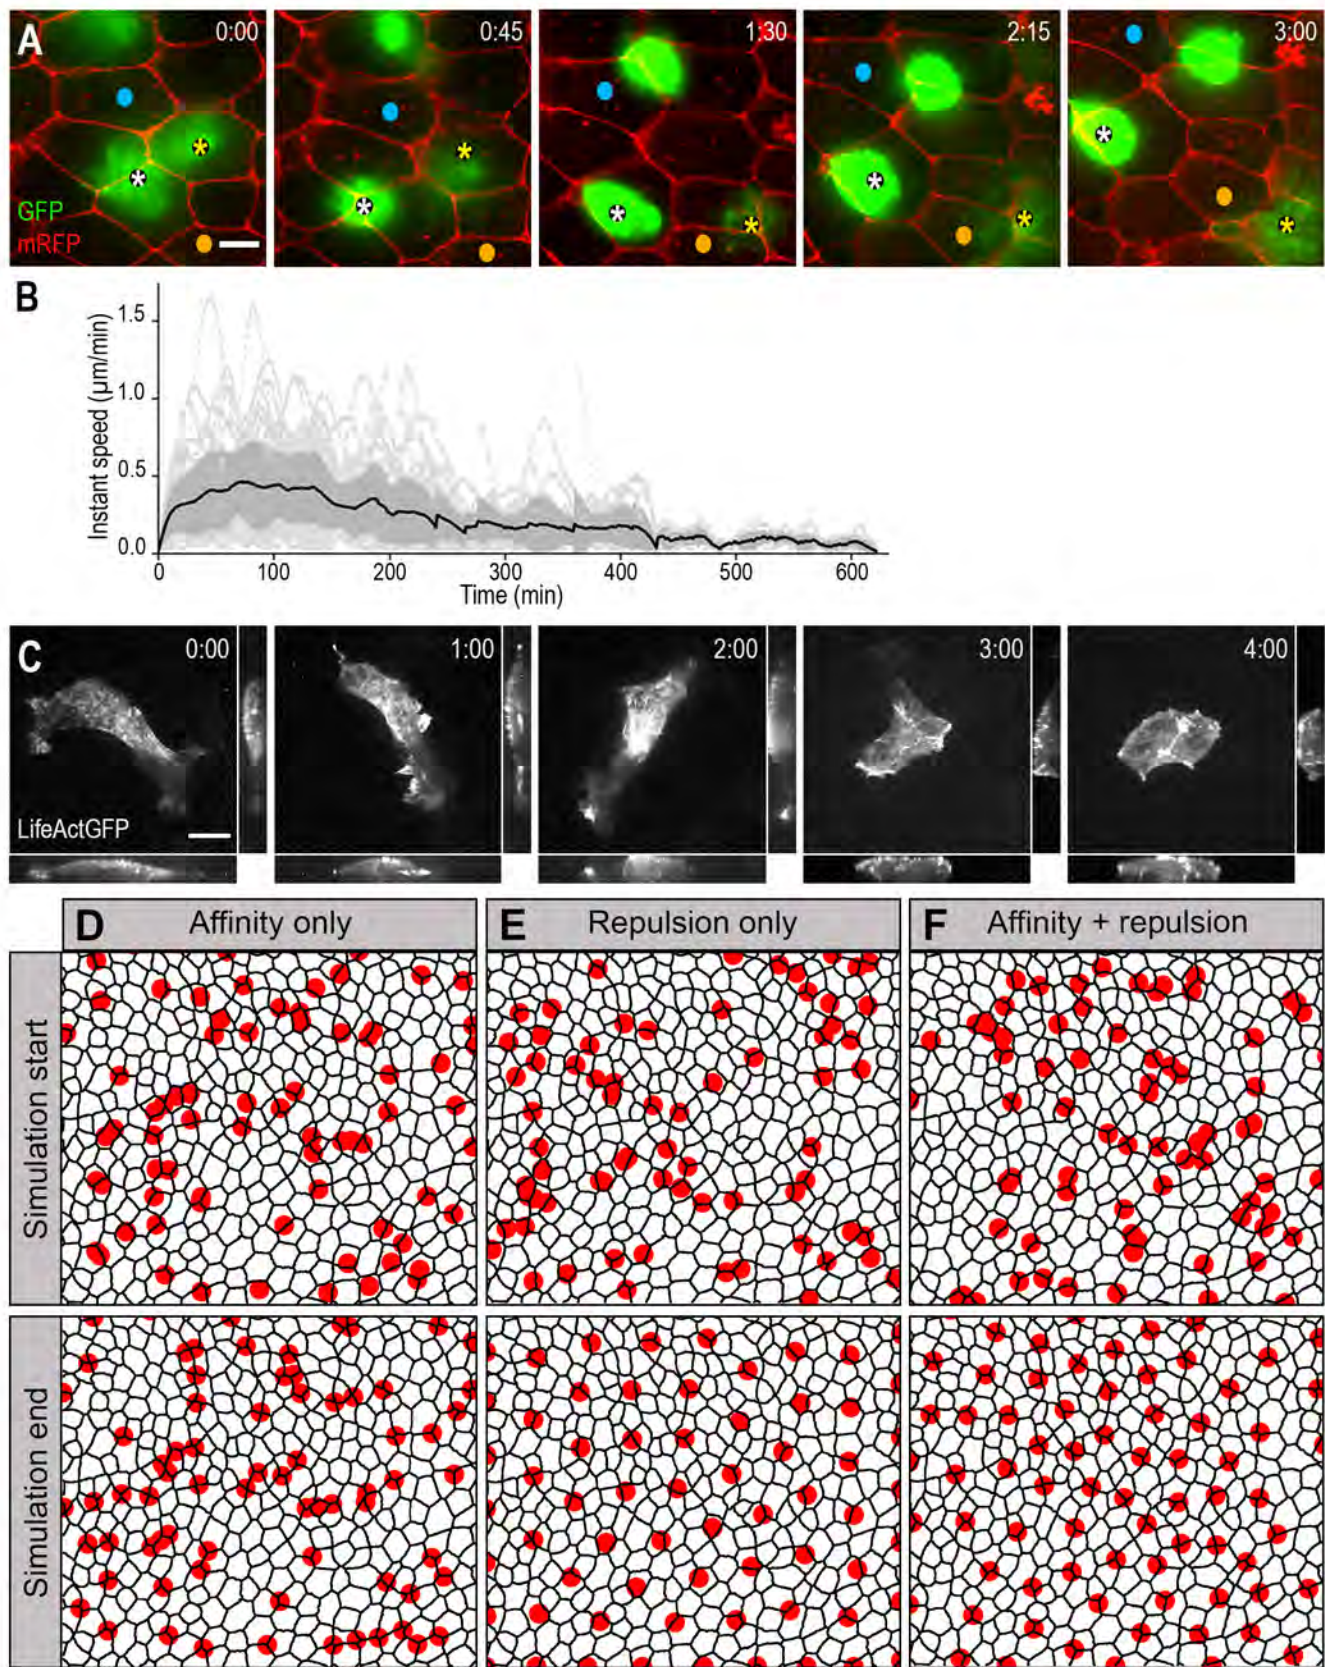 A
0:00
0:45
1:30
2:15
3:00
GFP
mRFP
B
Instant speed (µm/min)
1.5
1.0
0.5
0.0
0
100
200
300
400
500
600
Time (min)
C
0:00
1:00
2:00
3:00
4:00
LifeActGFP
D Affinity only
E Repulsion only
F Affinity + repulsion
Simulation start
Simulation end